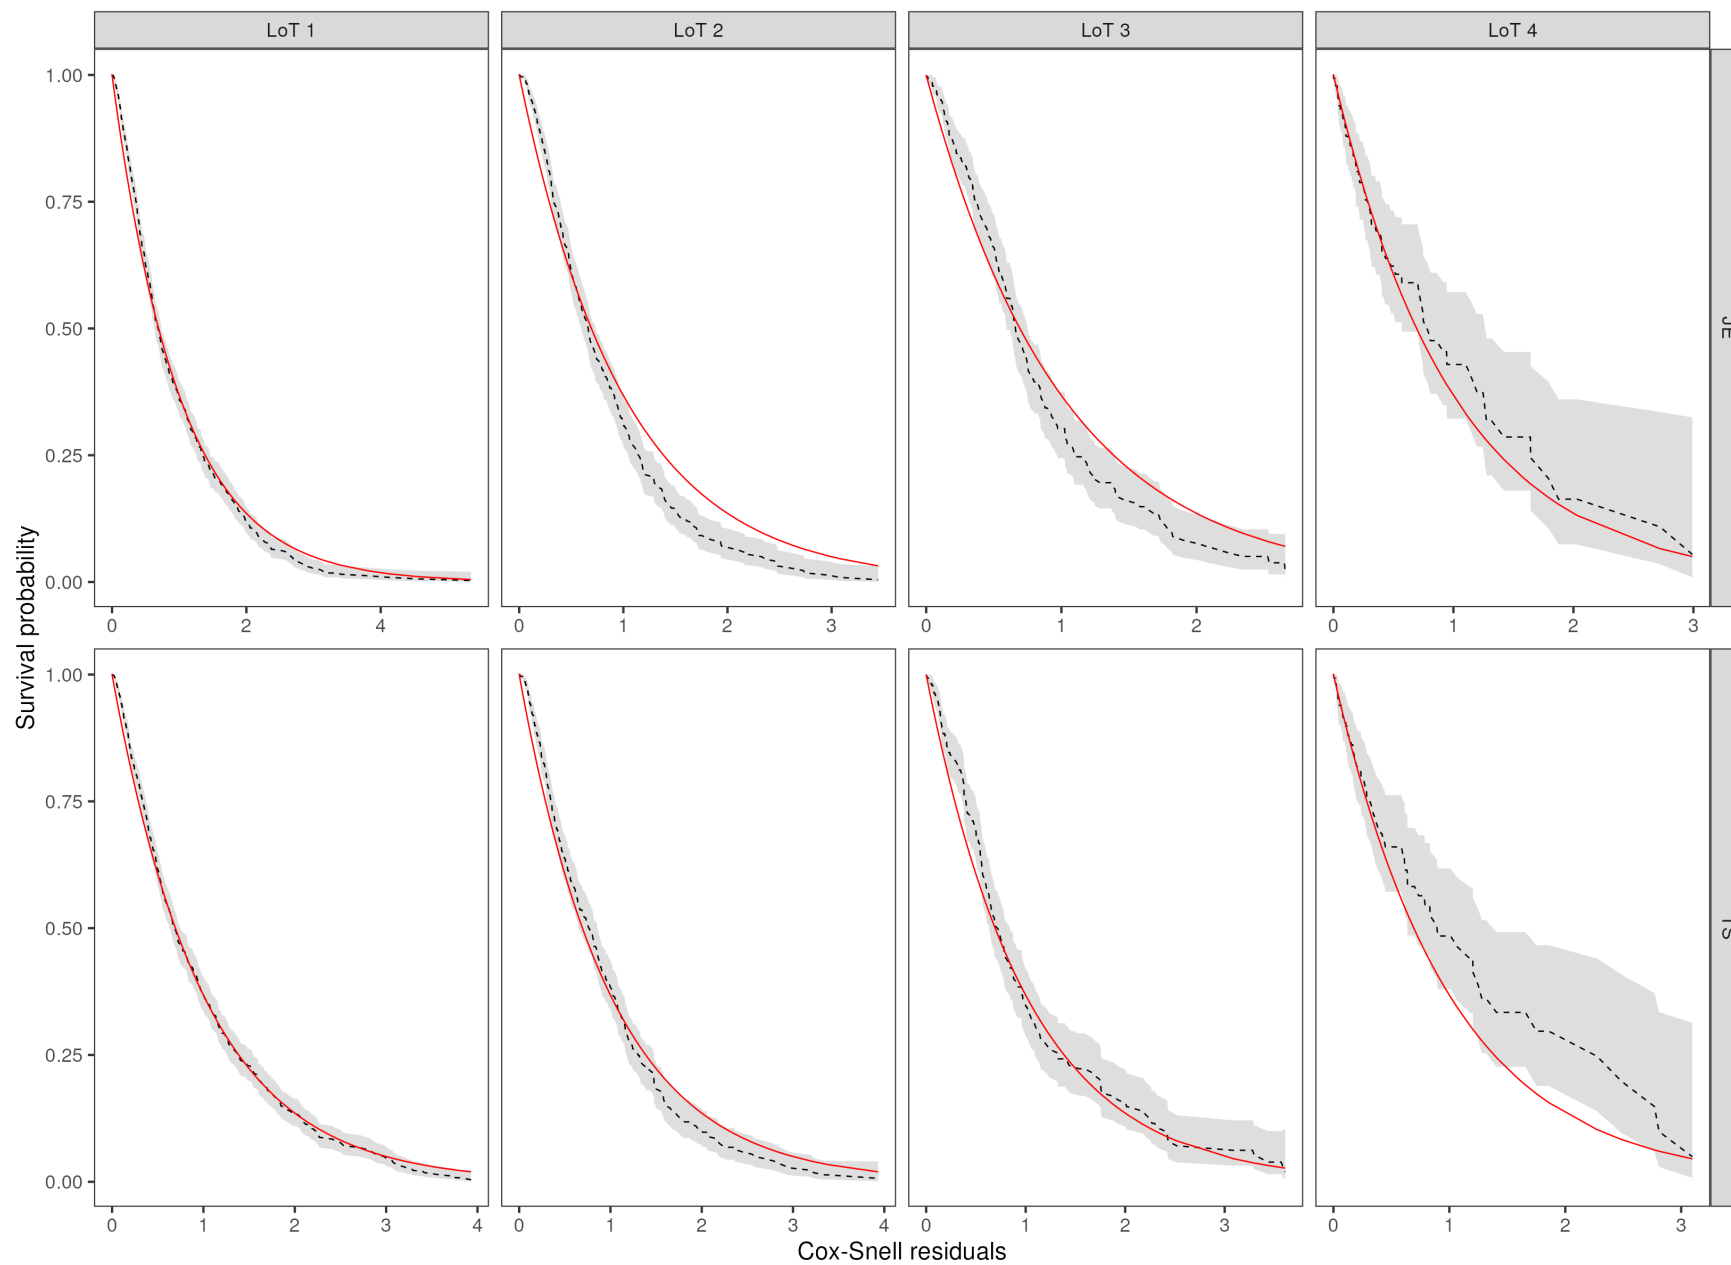 LoT 1 LoT 2 LoT 3 LoT 4
1.00
0.75
0.50
0.25
0.00
0 2 4 0 1 2 3 0 1 2 0 1 2 3
JE
Survival probability
1.00
0.75
0.50
0.25
0.00
0 1 2 3 4 0 1 2 3 4 0 1 2 3 0 1 2 3
Cox-Snell residuals